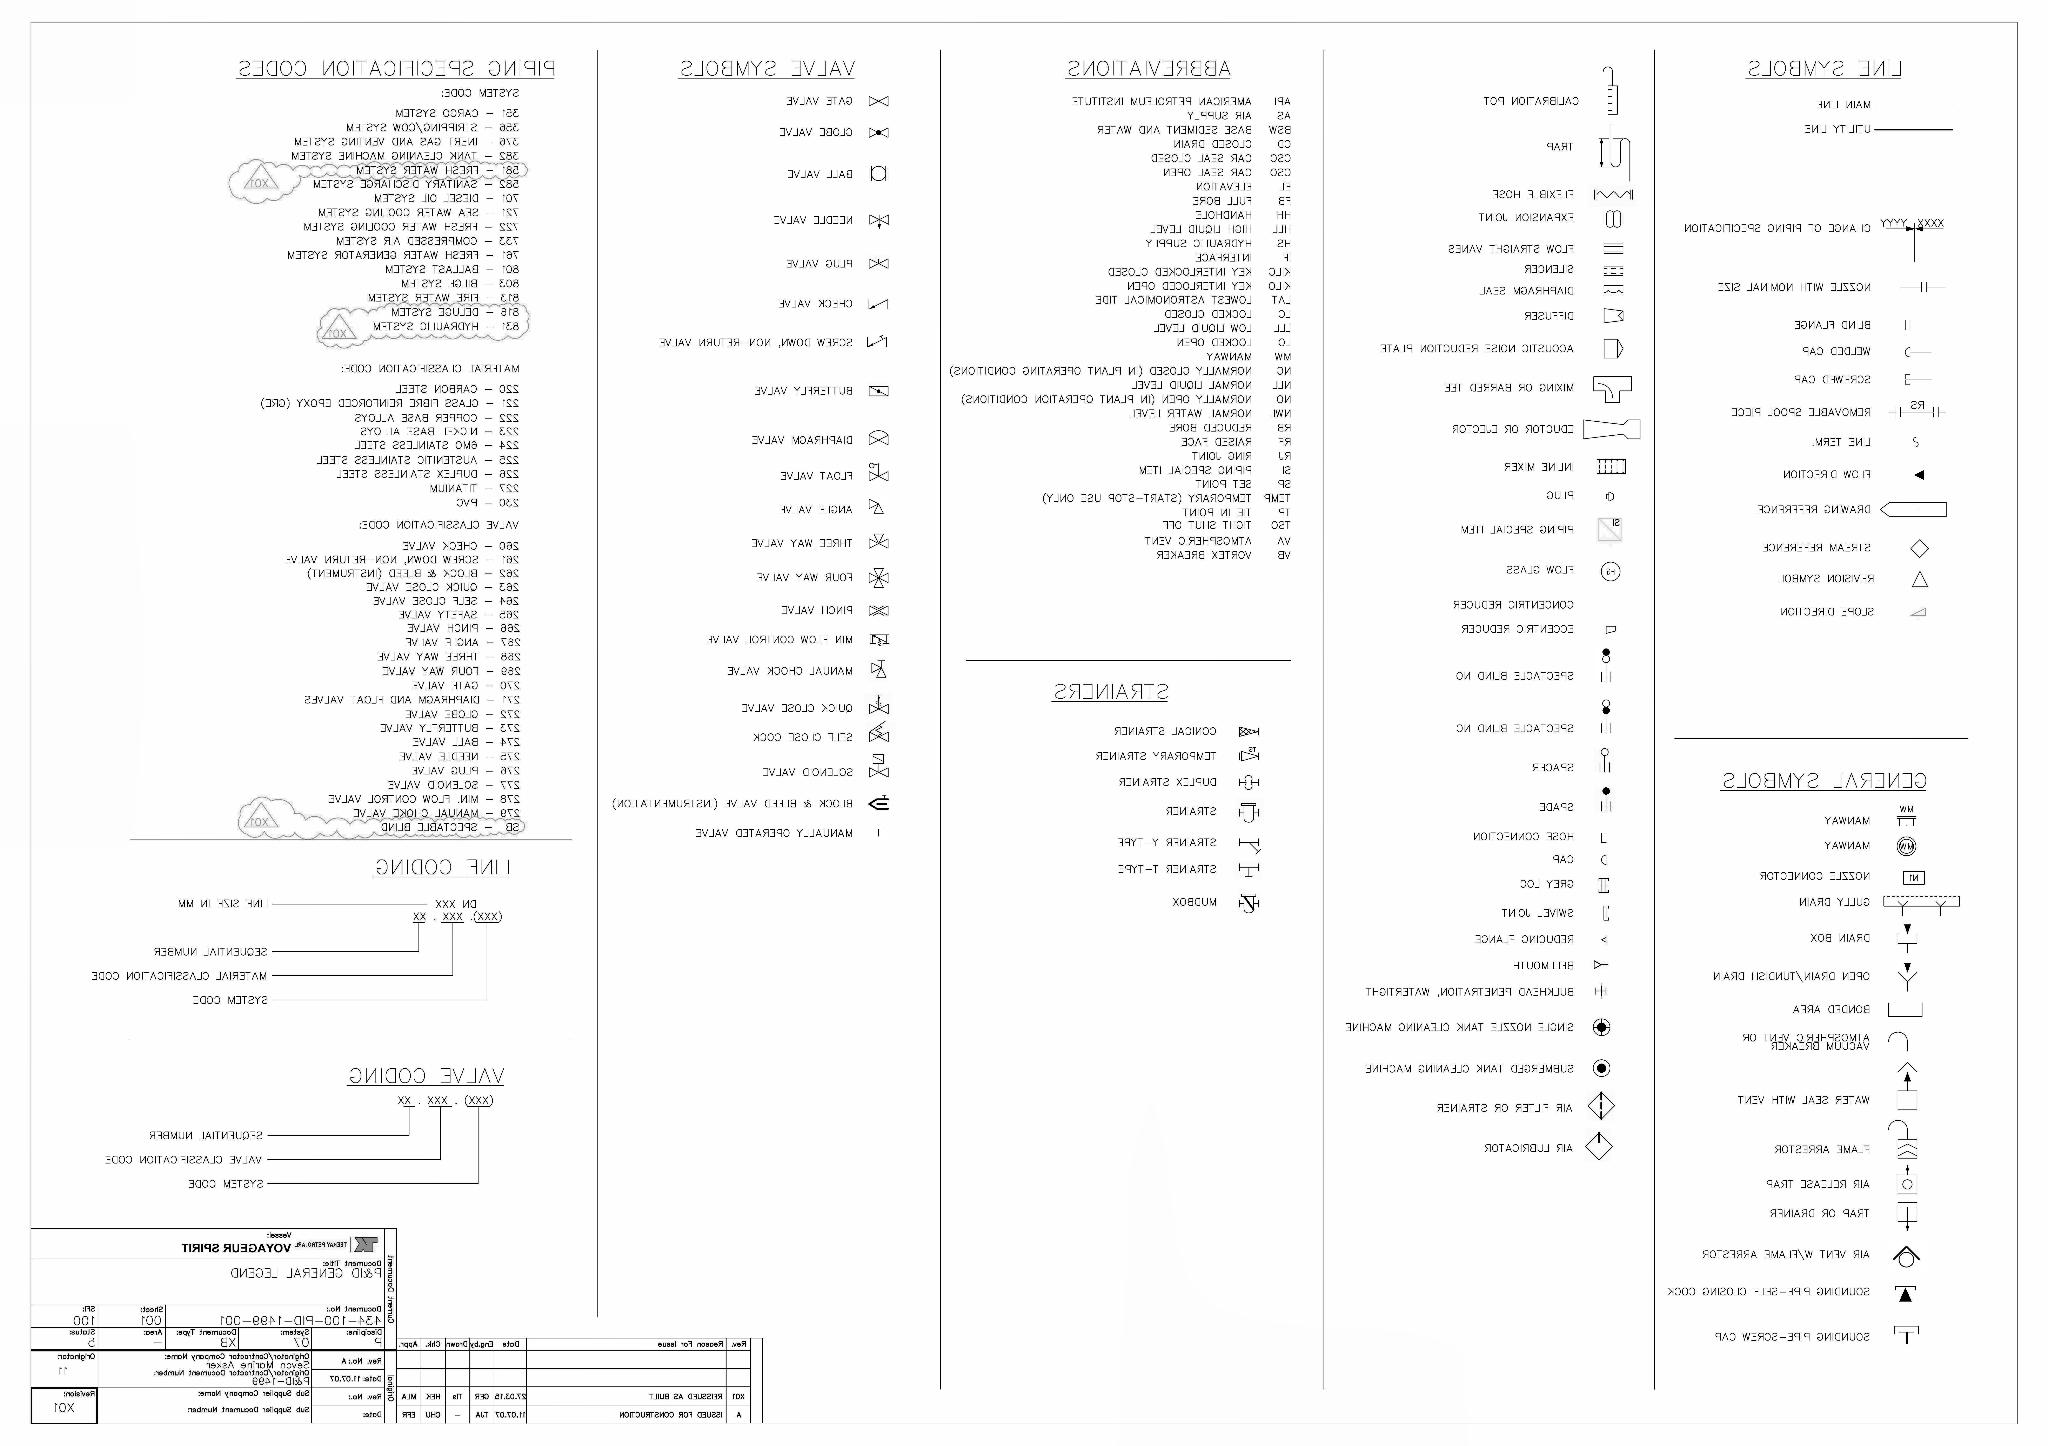 LNE SYMBOLS
MAIN LINE
UTILITY LINE
YYYY XXXX
CHANGE OF PIPING SPECIFICATION
NOZZLE WITH NOMINAL SIZE
BLIND FLANGE
WELDED CAP
SCREWED CAP
RS
REMOVABLE SPOOL PIECE
LINE TERM.
FLOW DIRECTION
DRAWING REFERENCE
STREAM REFERENCE
REVISION SYMBOL
SLOPE DIRECTION
GENERAL SYMBOLS
MW
MANWAY
MW
MANWAY
N1
NOZZLE CONNECTOR
GULLY DRAIN
DRAIN BOX
OPEN DRAIN/TUNDISH DRAIN
BONDED AREA
ATMOSPHERIC VENT OR
VACUUM BREAKER
WATER SEAL WITH VENT
FLAME ARRESTOR
AIR RELEASE TRAP
TRAP OR DRAINER
AIR VENT W/FLAME ARRESTOR
SOUNDING PIPE-SELF CLOSING COCK
SOUNDING PIPE-SCREW CAP
CALIBRATION POT
TRAP
FLEXIBLE HOSE
EXPANSION JOINT
FLOW STRAIGHT VANES
SILENCER
DIAPHRAGM SEAL
DIFFUSER
ACOUSTIC NOISE REDUCTION PLATE
MIXING OR BARRED TEE
EDUCTOR OR EJECTOR
INLINE MIXER
PLUG
SI
PIPING SPECIAL ITEM
FLOW GLASS
CONCENTRIC REDUCER
ECCENTRIC REDUCER
SPECTACLE BLIND NO
SPECTACLE BLIND NC
SPACER
SPADE
HOSE CONNECTION
CAP
GREY LOC
SWIVEL JOINT
REDUCING FLANGE
BELLMOUTH
BULKHEAD PENETRATION, WATERTIGHT
SINGLE NOZZLE TANK CLEANING MACHINE
SUBMERGED TANK CLEANING MACHINE
AIR FILTER OR STRAINER
AIR LUBRICATOR
ABBREVIATIONS
API AMERICAN PETROLEUM INSTITUTE
AS AIR SUPPLY
BSW BASE SEDIMENT AND WATER
CD CLOSED DRAIN
CSC CAR SEAL CLOSED
CSO CAR SEAL OPEN
EL ELEVATION
FB FULL BORE
HH HANDHOLE
HLL HIGH LIQUID LEVEL
HS HYDRAULIC SUPPLY
IF INTERFACE
KLC KEY INTERLOCKED CLOSED
KLO KEY INTERLOCED OPEN
LAT LOWEST ASTRONOMICAL TIDE
LC LOCKED CLOSED
LLL LOW LIQUID LEVEL
LO LOCKED OPEN
MW MANWAY
NC NORMALLY CLOSED (IN PLANT OPERATING CONDITIONS)
NLL NORMAL LIQUID LEVEL
NO NORMALLY OPEN (IN PLANT OPERATION CONDITIONS)
NWL NORMAL WATER LEVEL
RB REDUCED BORE
RF RAISED FACE
RJ RING JOINT
SI PIPING SPECIAL ITEM
SP SET POINT
TEMP TEMPORARY (START-STOP USE ONLY)
TP TIE IN POINT
TSO TIGHT SHUT OFF
VA ATMOSPHERIC VENT
VB VORTEX BREAKER
STRAINERS
CONICAL STRAINER
TS
TEMPORARY STRAINER
DUPLEX STRAINER
STRAINER
STRAINER Y-TYPE
STRAINER T-TYPE
MUDBOX
VALVE SYMBOLS
GATE VALVE
GLOBE VALVE
BALL VALVE
NEEDLE VALVE
PLUG VALVE
CHECK VALVE
SCREW DOWN, NON-RETURN VALVE
BUTTERFLY VALVE
DIAPHRAGM VALVE
FLOAT VALVE
ANGLE VALVE
THREE WAY VALVE
FOUR WAY VALVE
PINCH VALVE
MIN FLOW CONTROL VALVE
MANUAL CHOCK VALVE
QUICK CLOSE VALVE
SELF CLOSE COCK
SOLENOID VALVE
BLOCK & BLEED VALVE (INSTRUMENTATION)
MANUALLY OPERATED VALVE
PIPING SPECIFICATION CODES
SYSTEM CODE:
351 - CARGO SYSTEM
356 - STRIPPING/COW SYSTEM
376 - INERT GAS AND VENTING SYSTEM
382 - TANK CLEANING MACHINE SYSTEM
581 - FRESH WATER SYSTEM
X01
582 - SANITARY DISCHARGE SYSTEM
701 - DIESEL OIL SYSTEM
721 - SEA WATER COOLING SYSTEM
722 - FRESH WATER COOLING SYSTEM
733 - COMPRESSED AIR SYSTEM
761 - FRESH WATER GENERATOR SYSTEM
801 - BALLAST SYSTEM
803 - BILGE SYSTEM
813 - FIRE WATER SYSTEM
816 - DELUGE SYSTEM
831 - HYDRAULIC SYSTEM
X01
MATERIAL CLASSIFICATION CODE:
220 - CARBON STEEL
221 - GLASS FIBRE REINFORCED EPOXY (GRE)
222 - COPPER BASE ALLOYS
223 - NICKEL BASE ALLOYS
224 - 6MO STAINLESS STEEL
225 - AUSTENITIC STAINLESS STEEL
226 - DUPLEX STAINLESS STEEL
227 - TITANIUM
230 - PVC
VALVE CLASSIFICATION CODE:
260 - CHECK VALVE
261 - SCREW DOWN, NON-RETURN VALVE
262 - BLOCK & BLEED (INSTRUMENT)
263 - QUICK CLOSE VALVE
264 - SELF CLOSE VALVE
265 - SAFETY VALVE
266 - PINCH VALVE
267 - ANGLE VALVE
268 - THREE WAY VALVE
269 - FOUR WAY VALVE
270 - GATE VALVE
271 - DIAPHRAGM AND FLOAT VALVES
272 - GLOBE VALVE
273 - BUTTERFLY VALVE
274 - BALL VALVE
275 - NEEDLE VALVE
276 - PLUG VALVE
277 - SOLENOID VALVE
278 - MIN. FLOW CONTROL VALVE
279 - MANUAL CHOKE VALVE
SB - SPECTABLE BLIND
X01
LINE CODING
DN XXX LINE SIZE IN MM
(XXX). XXX . XX
SEQUENTIAL NUMBER
MATERIAL CLASSIFICATION CODE
SYSTEM CODE
VALVE CODING
(XXX) . XXX . XX
SEQUENTIAL NUMBER
VALVE CLASSIFICATION CODE
SYSTEM CODE
Rev. Reason For Issue Date Eng.by Drawn Chk. Appr.
X01 REISSUED AS BUILT 27.03.15 GER TIs HEK MLA
A ISSUED FOR CONSTRUCTION 11.07.07 TJA - CHU EFR
Current Document
Original
TEEKAY PETROJARL
Vessel:
VOYAGEUR SPIRIT
Document Title:
P&ID GENERAL LEGEND
Document No.: Sheet: SFI:
434-100-PID-1499-001 001 100
Discipline: System: Document Type: Area: Status:
P 07 XB - 5
Rev. No.: A
Originator/Contractor Company Name:
Sevan Marine Asker
Originator
11
Date: 11.07.07
Originator/Contractor Document Number:
P&ID-1499
Rev. No.:
Sub Supplier Company Name:
Date:
Sub Supplier Document Number:
Revision:
X01